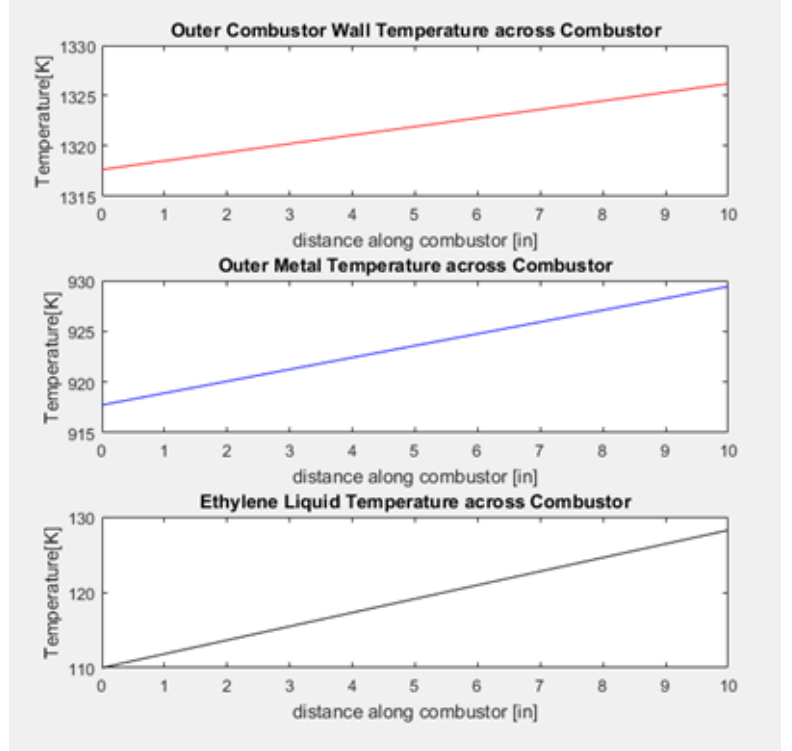 Outer Combustor Wall Temperature across Combustor
1330
1325
1320
1315
Temperature[K]
0 1 2 3 4 5 6 7 8 9 10
distance along combustor [in]
Outer Metal Temperature across Combustor
930
925
920
915
Temperature[K]
0 1 2 3 4 5 6 7 8 9 10
distance along combustor [in]
Ethylene Liquid Temperature across Combustor
130
120
110
Temperature[K]
0 1 2 3 4 5 6 7 8 9 10
distance along combustor [in]